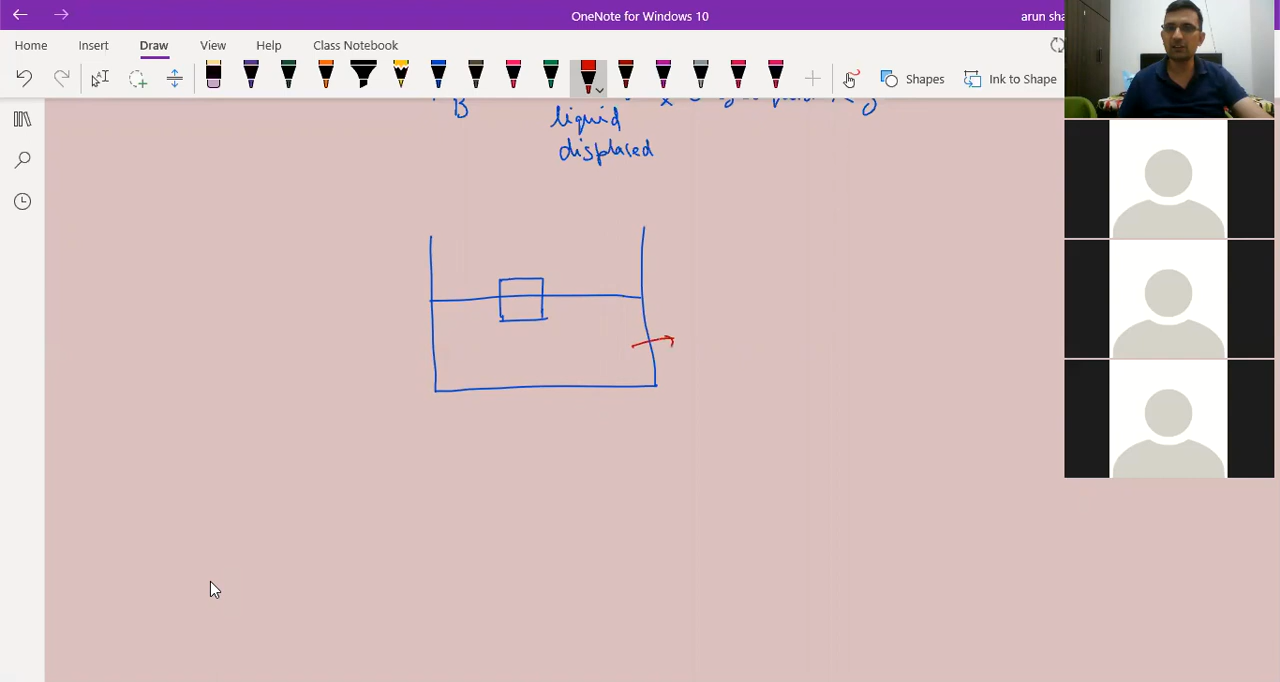 OneNote for Windows 10
arun sha
Home Insert Draw View Help Class Notebook
Shapes Ink to Shape
B
liquid
displaced